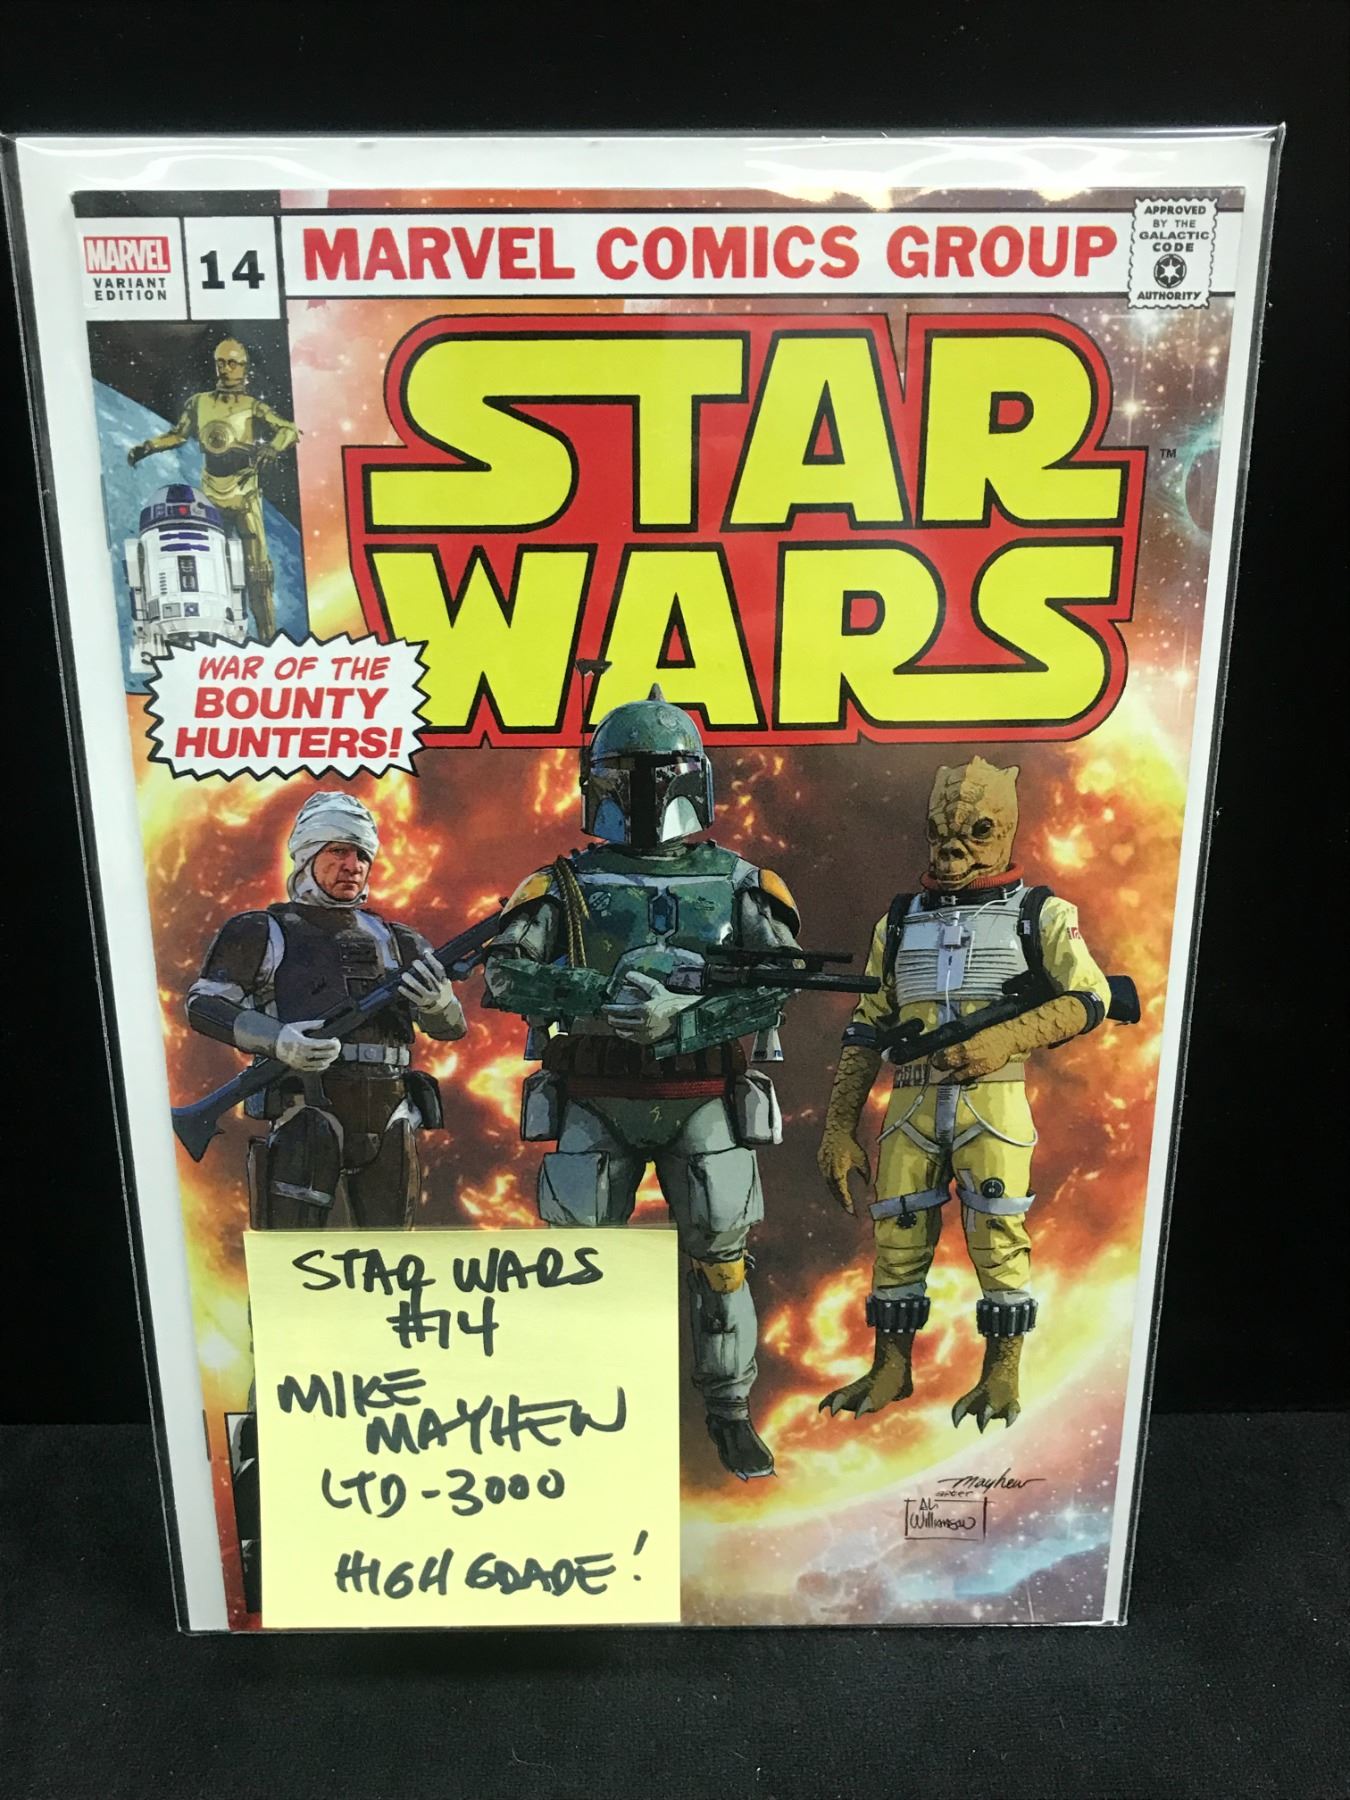 MARVEL
VARIANT
EDITION
14
MARVEL COMICS GROUP
APPROVED
BY THE
GALACTIC
CODE
AUTHORITY
STAR
WARS
TM
WAR OF THE
BOUNTY
HUNTERS!
STAR WARS
#14
MIKE
MAYHEW
LTD-3000
HIGH GRADE!
Mayhew
after
Al
Williamson